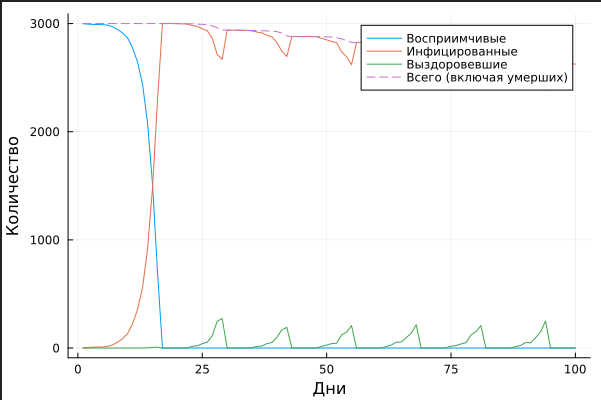 3000
2000
1000
0
Количество
Восприимчивые
Инфицированные
Выздоровевшие
Всего (включая умерших)
0 25 50 75 100
Дни